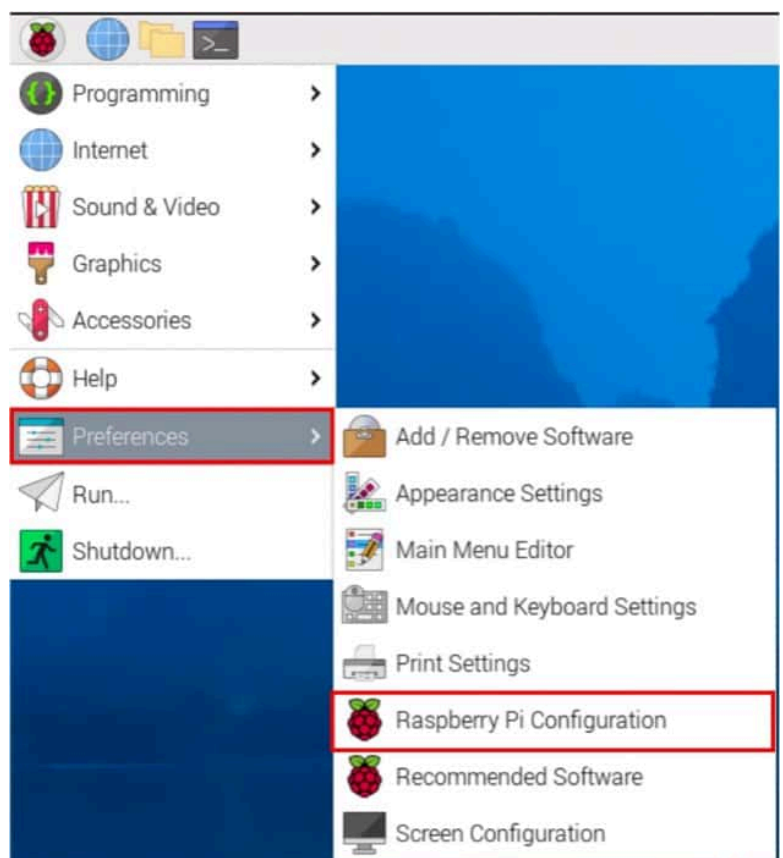 >_
Programming
Internet
Sound & Video
Graphics
Accessories
Help
Preferences
Run...
Shutdown...
Add / Remove Software
Appearance Settings
Main Menu Editor
Mouse and Keyboard Settings
Print Settings
Raspberry Pi Configuration
Recommended Software
Screen Configuration